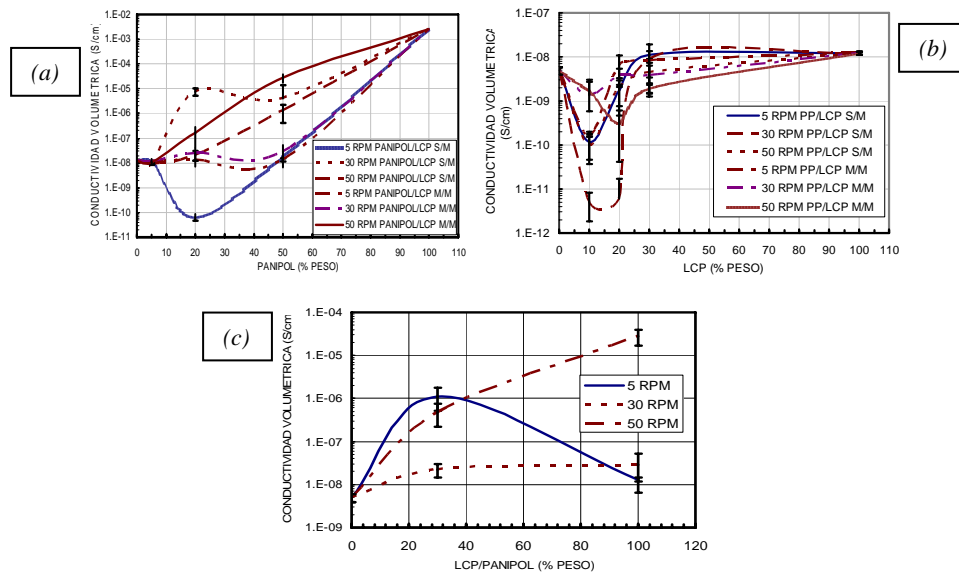 (a)
CONDUCTIVIDAD VOLUMETRICA (S/cm)
1.E-02
1.E-03
1.E-04
1.E-05
1.E-06
1.E-07
1.E-08
1.E-09
1.E-10
1.E-11
0 10 20 30 40 50 60 70 80 90 100 110
PANIPOL (% PESO)
5 RPM PANIPOL/LCP S/M
30 RPM PANIPOL/LCP S/M
50 RPM PANIPOL/LCP S/M
5 RPM PANIPOL/LCP M/M
30 RPM PANIPOL/LCP M/M
50 RPM PANIPOL/LCP M/M
(b)
CONDUCTIVIDAD VOLUMETRICA
(S/cm)
1.E-07
1.E-08
1.E-09
1.E-10
1.E-11
1.E-12
0 10 20 30 40 50 60 70 80 90 100 110
LCP (% PESO)
5 RPM PP/LCP S/M
30 RPM PP/LCP S/M
50 RPM PP/LCP S/M
5 RPM PP/LCP M/M
30 RPM PP/LCP M/M
50 RPM PP/LCP M/M
(c)
CONDUCTIVIDAD VOLUMETRICA (S/cm
1.E-04
1.E-05
1.E-06
1.E-07
1.E-08
1.E-09
0 20 40 60 80 100 120
LCP/PANIPOL (% PESO)
5 RPM
30 RPM
50 RPM